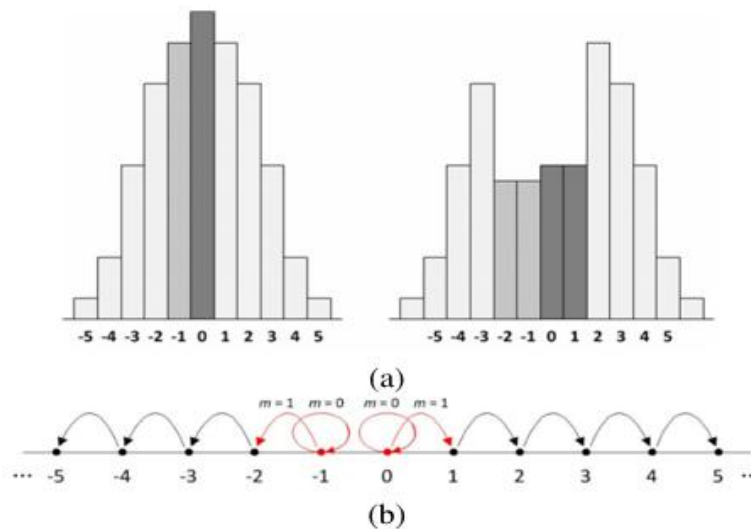 -5 -4 -3 -2 -1 0 1 2 3 4 5 -5 -4 -3 -2 -1 0 1 2 3 4 5
(a)
m = 1 m = 0 m = 0 m = 1
... -5 -4 -3 -2 -1 0 1 2 3 4 5 ..
(b)